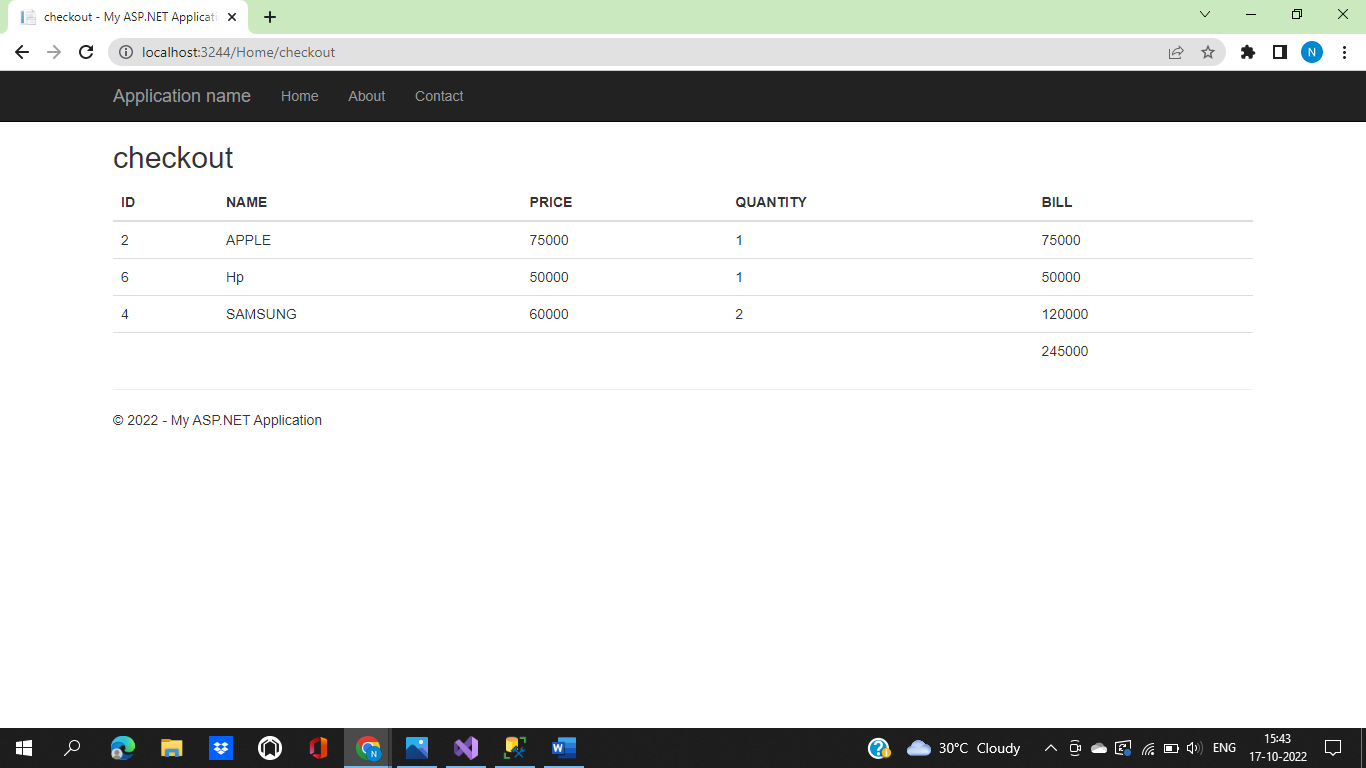 checkout - My ASP.NET Applicati
localhost:3244/Home/checkout
N
Application name Home About Contact
checkout
ID NAME PRICE QUANTITY BILL
2 APPLE 75000 1 75000
6 Hp 50000 1 50000
4 SAMSUNG 60000 2 120000
245000
© 2022 - My ASP.NET Application
30°C Cloudy
ENG
15:43
17-10-2022